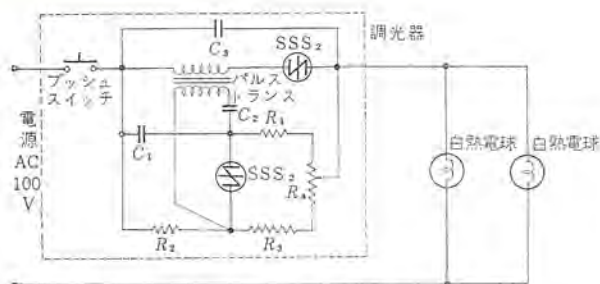 調光器
C3
SSS2
プッシュ
スイッチ
パルス
トランス
C2
R1
C1
電源
AC
100
V
SSS2
R4
R2
R3
白熱電球
白熱電球